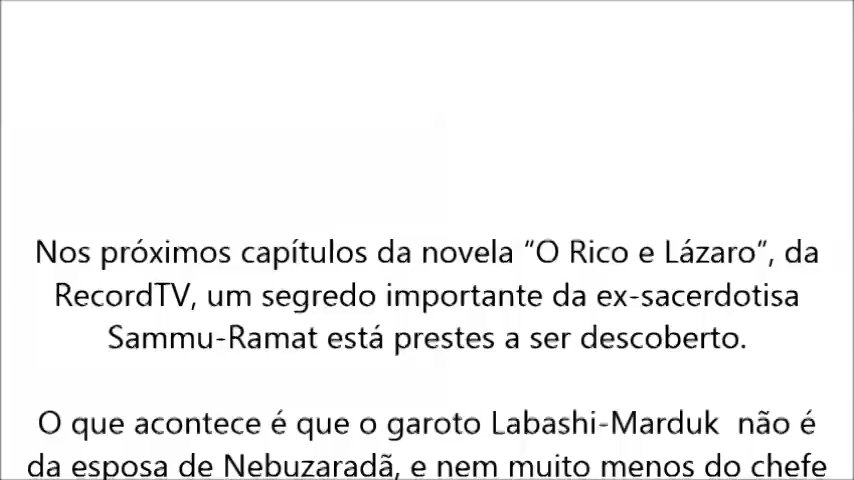 Nos próximos capítulos da novela “O Rico e Lázaro”, da
RecordTV, um segredo importante da ex-sacerdotisa
Sammu-Ramat está prestes a ser descoberto.
O que acontece é que o garoto Labashi-Marduk não é
da esposa de Nebuzaradã, e nem muito menos do chefe